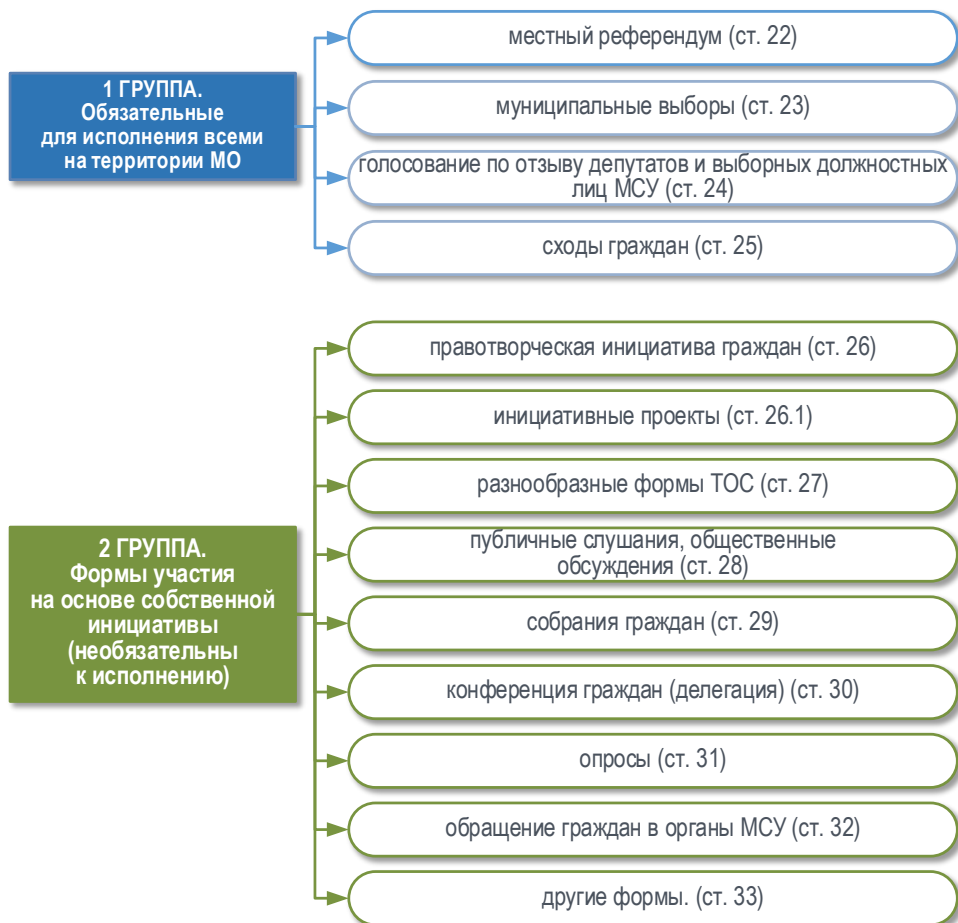 1 ГРУППА.
Обязательные
для исполнения всеми
на территории МО
местный референдум (ст. 22)
муниципальные выборы (ст. 23)
голосование по отзыву депутатов и выборных должностных
лиц МСУ (ст. 24)
сходы граждан (ст. 25)
2 ГРУППА.
Формы участия
на основе собственной
инициативы
(необязательны
к исполнению)
правотворческая инициатива граждан (ст. 26)
инициативные проекты (ст. 26.1)
разнообразные формы ТОС (ст. 27)
публичные слушания, общественные
обсуждения (ст. 28)
собрания граждан (ст. 29)
конференция граждан (делегация) (ст. 30)
опросы (ст. 31)
обращение граждан в органы МСУ (ст. 32)
другие формы. (ст. 33)